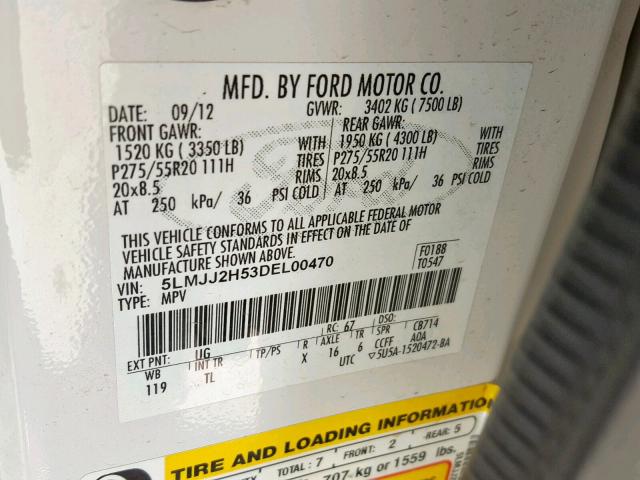 MFD. BY FORD MOTOR CO.
DATE: 09/12 GVWR: 3402 KG ( 7500 LB)
FRONT GAWR: REAR GAWR:
1520 KG ( 3350 LB) WITH 1950 KG ( 4300 LB) WITH
P275/55R20 111H TIRES P275/55R20 111H TIRES
20x8.5 RIMS 20x8.5 RIMS
AT 250 kPa/ 36 PSI COLD AT 250 kPa/ 36 PSI COLD
THIS VEHICLE CONFORMS TO ALL APPLICABLE FEDERAL MOTOR
VEHICLE SAFETY STANDARDS IN EFFECT ON THE DATE OF
MANUFACTURE SHOWN ABOVE.
VIN: 5LMJJ2H53DEL00470 F0188
TYPE: MPV T0547
EXT PNT: UG RC: 67 DSO:
WB INT TR TP/PS R AXLE TR SPR CB714
119 TL X 16 6 CCFF AOA
UTC 5U5A-1520472-BA
TIRE AND LOADING INFORMATION
TOTAL: 7 FRONT: 2 REAR: 5
707 kg or 1559 lbs.